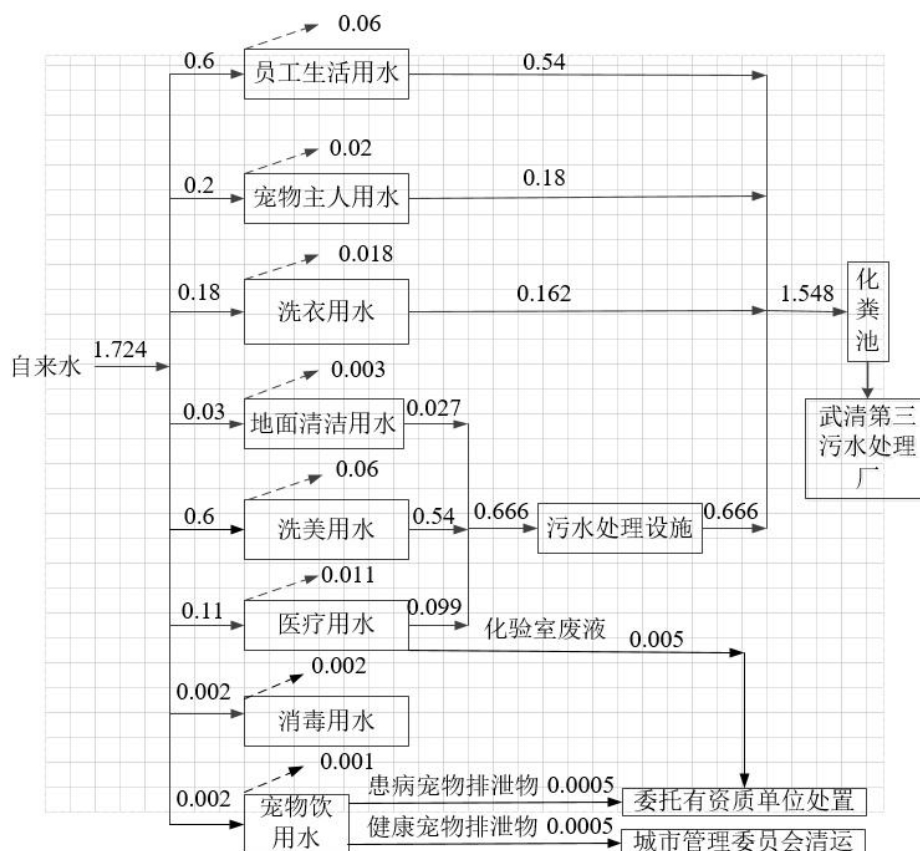 0.06
0.6
员工生活用水
0.54
0.02
0.2
宠物主人用水
0.18
0.018
0.18
洗衣用水
0.162
1.548
化
粪
池
自来水
1.724
0.003
0.03
地面清洁用水
0.027
武清第三
污水处理
厂
0.06
0.6
洗美用水
0.54
0.666
污水处理设施
0.666
0.011
0.11
医疗用水
0.099
化验室废液
0.005
0.002
0.002
消毒用水
0.001
0.002
宠物饮
用水
患病宠物排泄物 0.0005
委托有资质单位处置
健康宠物排泄物 0.0005
城市管理委员会清运